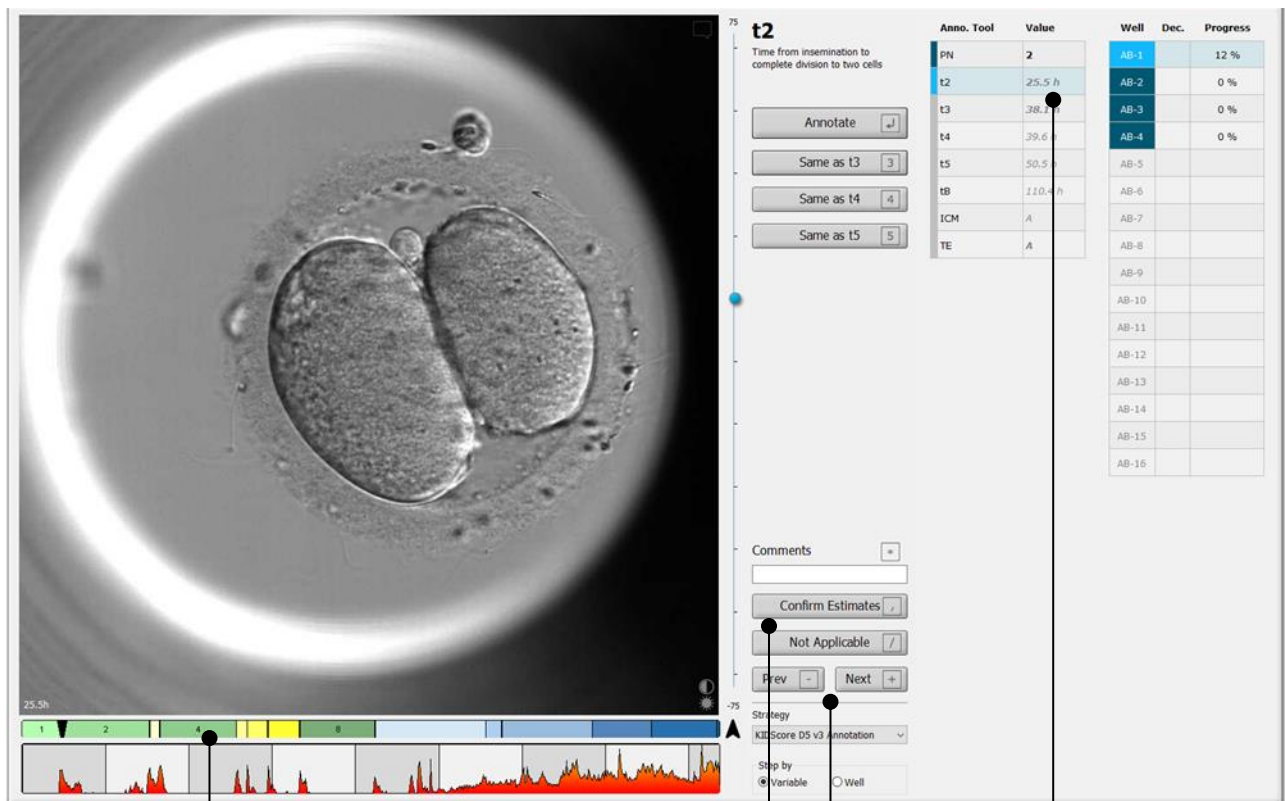 75
t2
Time from insemination to
complete division to two cells
Annotate
Same as t3 3
Same as t4 4
Same as t5 5
Comments *
Confirm Estimates ,
Not Applicable /
Prev - Next +
-75
Strategy
KIDScore D5 v3 Annotation
Step by
Variable Well
25.5h
1 2 4 8
Anno. Tool Value
PN 2
t2 25.5 h
t3 38.1 h
t4 39.6 h
t5 50.5 h
tB 110.4 h
ICM A
TE A
Well Dec. Progress
AB-1 12 %
AB-2 0 %
AB-3 0 %
AB-4 0 %
AB-5
AB-6
AB-7
AB-8
AB-9
AB-10
AB-11
AB-12
AB-13
AB-14
AB-15
AB-16